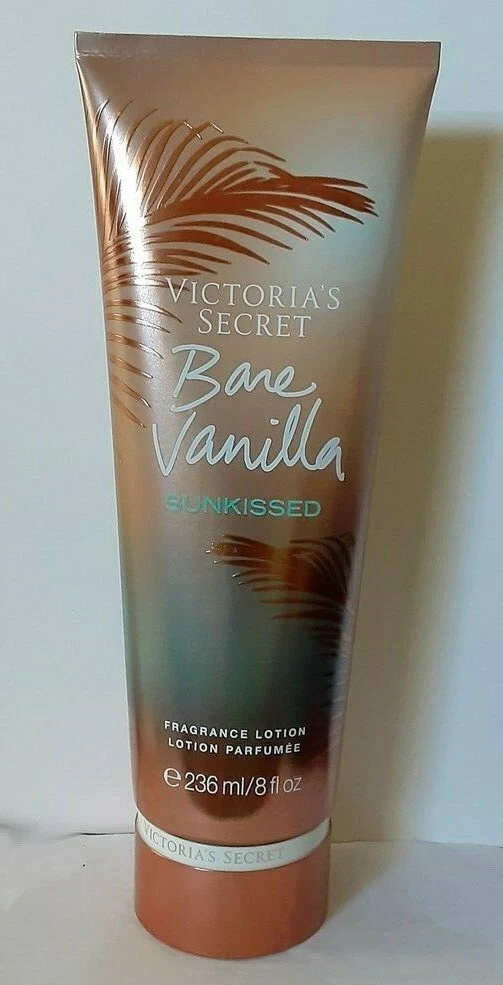 VICTORIA'S
SECRET
Bare
Vanilla
SUNKISSED
FRAGRANCE LOTION
LOTION PARFUMÉE
℮ 236 ml/8 fl oz
VICTORIA'S SECRET